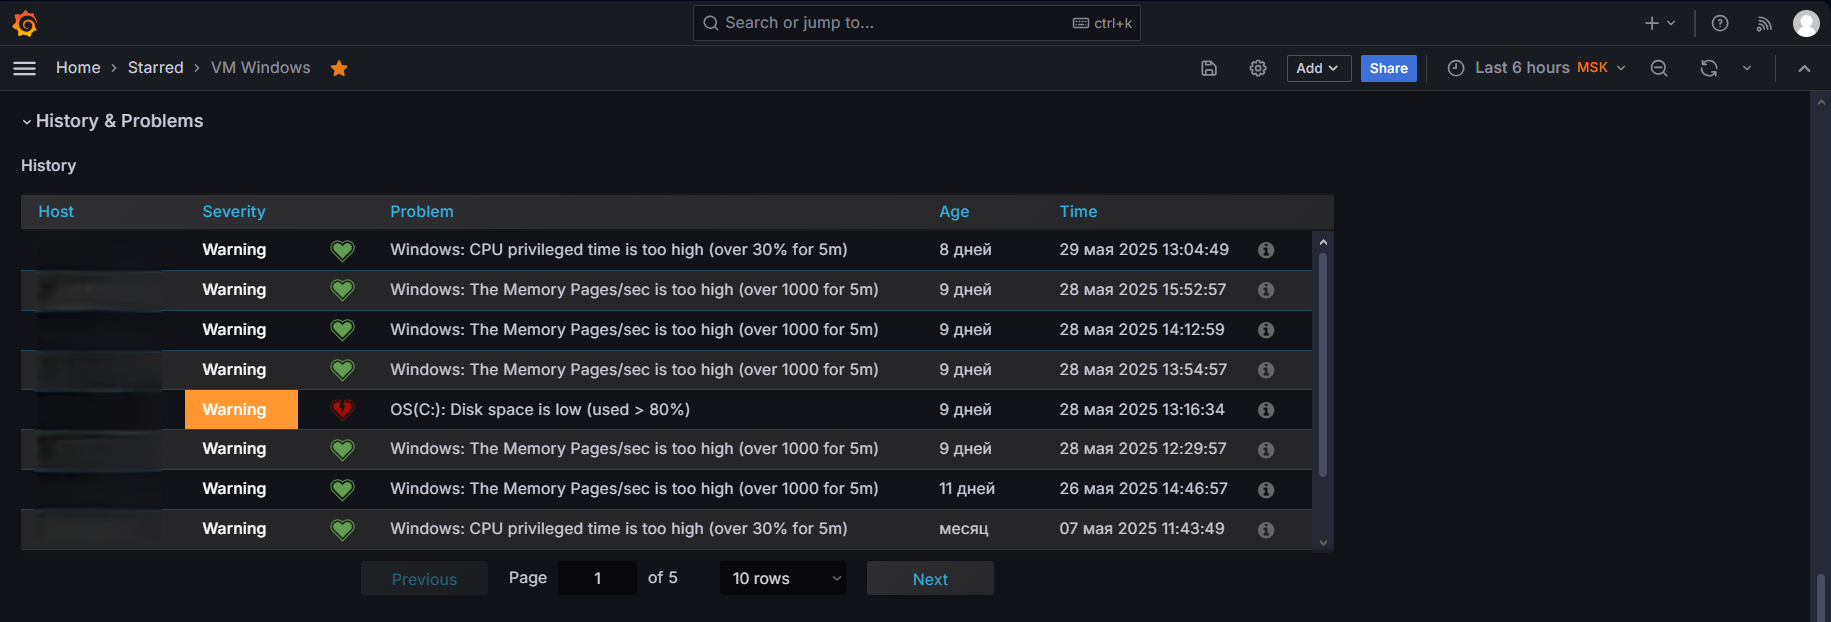 Search or jump to... ctrl+k
Home › Starred › VM Windows Add Share Last 6 hours MSK
History & Problems
History
Host Severity Problem Age Time
Warning Windows: CPU privileged time is too high (over 30% for 5m) 8 дней 29 мая 2025 13:04:49
Warning Windows: The Memory Pages/sec is too high (over 1000 for 5m) 9 дней 28 мая 2025 15:52:57
Warning Windows: The Memory Pages/sec is too high (over 1000 for 5m) 9 дней 28 мая 2025 14:12:59
Warning Windows: The Memory Pages/sec is too high (over 1000 for 5m) 9 дней 28 мая 2025 13:54:57
Warning OS(C:): Disk space is low (used > 80%) 9 дней 28 мая 2025 13:16:34
Warning Windows: The Memory Pages/sec is too high (over 1000 for 5m) 9 дней 28 мая 2025 12:29:57
Warning Windows: The Memory Pages/sec is too high (over 1000 for 5m) 11 дней 26 мая 2025 14:46:57
Warning Windows: CPU privileged time is too high (over 30% for 5m) месяц 07 мая 2025 11:43:49
Previous Page 1 of 5 10 rows Next